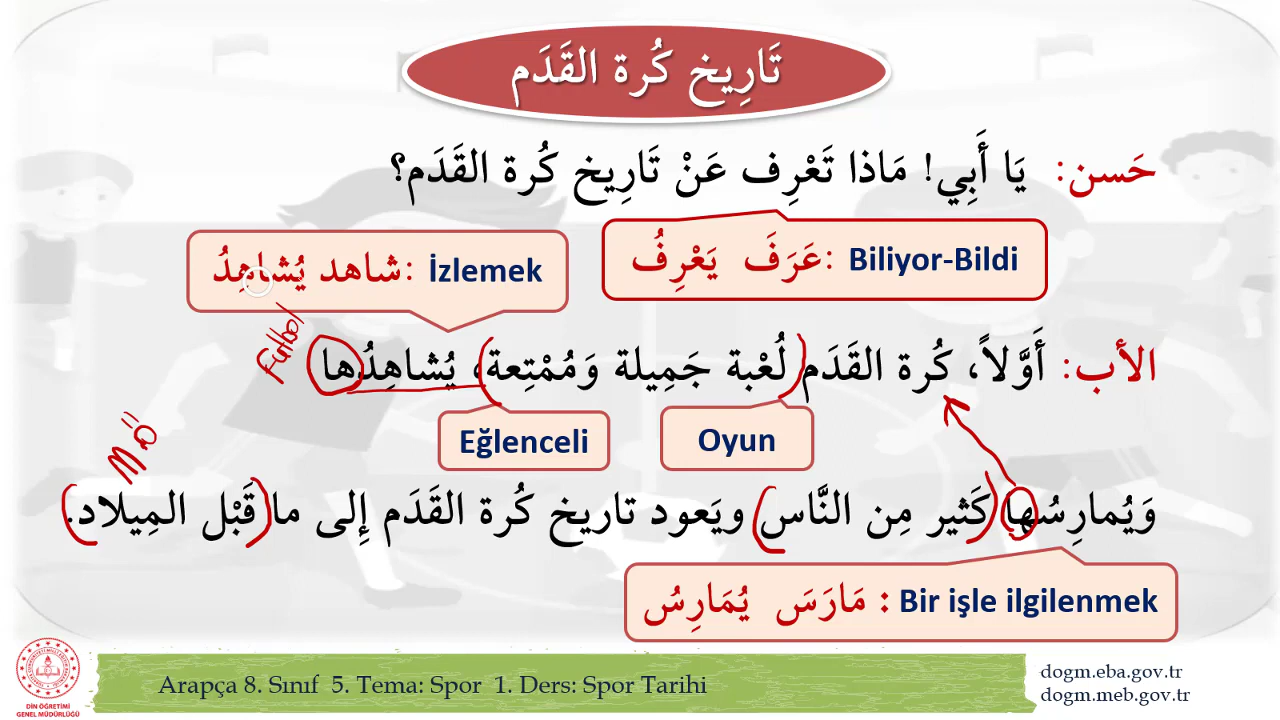 تَارِيخ كُرة القَدَم
حَسن: يَا أَبِي! مَاذا تَعْرِف عَنْ تَارِيخ كُرة القَدَم؟
Biliyor-Bildi: عَرَفَ يَعْرِفُ
İzlemek: شاهد يُشاهِدُ
Futbol
الأب: أَوَّلاً، كُرة القَدَم لُعْبة جَمِيلة وَمُمْتِعة، يُشاهِدُها
Oyun
Eğlenceli
M.Ö
وَيُمارِسُها كَثير مِن النَّاس ويَعود تاريخ كُرة القَدَم إِلى ما قَبْل المِيلاد.
Bir işle ilgilenmek : مَارَسَ يُمَارِسُ
DİN ÖĞRETİMİ
GENEL MÜDÜRLÜĞÜ
Arapça 8. Sınıf 5. Tema: Spor 1. Ders: Spor Tarihi
dogm.eba.gov.tr
dogm.meb.gov.tr